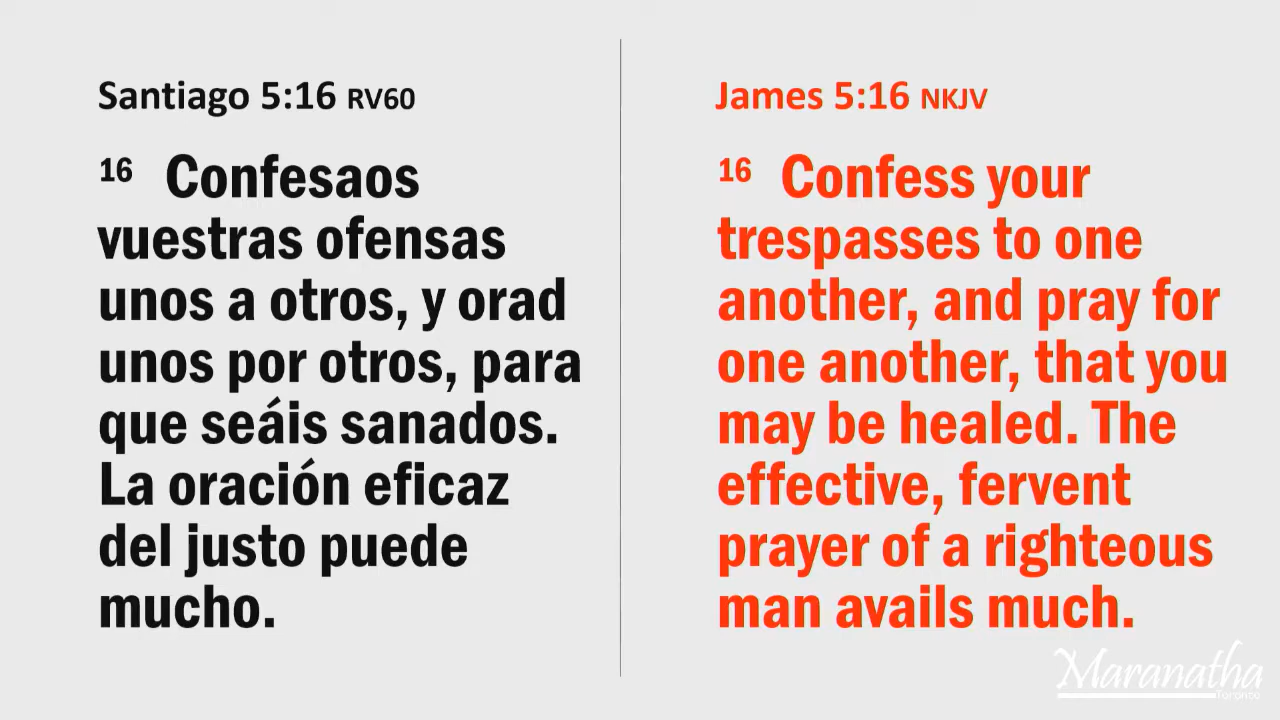 Santiago 5:16 RV60
16 Confesaos
vuestras ofensas
unos a otros, y orad
unos por otros, para
que seáis sanados.
La oración eficaz
del justo puede
mucho.
James 5:16 NKJV
16 Confess your
trespasses to one
another, and pray for
one another, that you
may be healed. The
effective, fervent
prayer of a righteous
man avails much.
Maranatha
Toronto